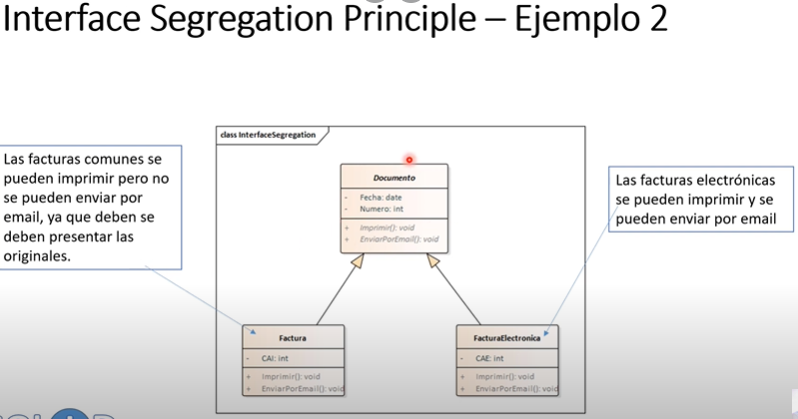 Interface Segregation Principle – Ejemplo 2
Las facturas comunes se
pueden imprimir pero no
se pueden enviar por
email, ya que deben se
deben presentar las
originales.
class InterfaceSegregation
Documento
- Fecha: date
- Numero: int
+ Imprimir(): void
+ EnviarPorEmail(): void
Las facturas electrónicas
se pueden imprimir y se
pueden enviar por email
Factura
- CAI: int
+ Imprimir(): void
+ EnviarPorEmail(): void
FacturaElectronica
- CAE: int
+ Imprimir(): void
+ EnviarPorEmail(): void